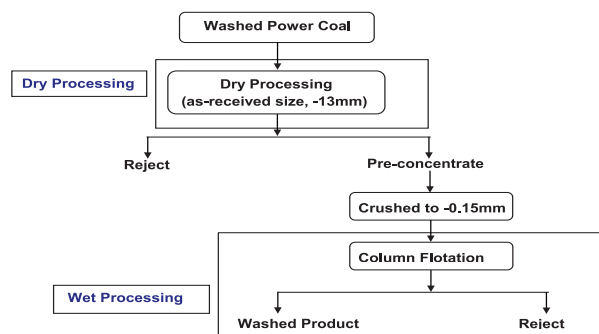 Washed Power Coal
Dry Processing
Dry Processing
(as-received size, -13mm)
Reject
Pre-concentrate
Crushed to -0.15mm
Column Flotation
Wet Processing
Washed Product
Reject